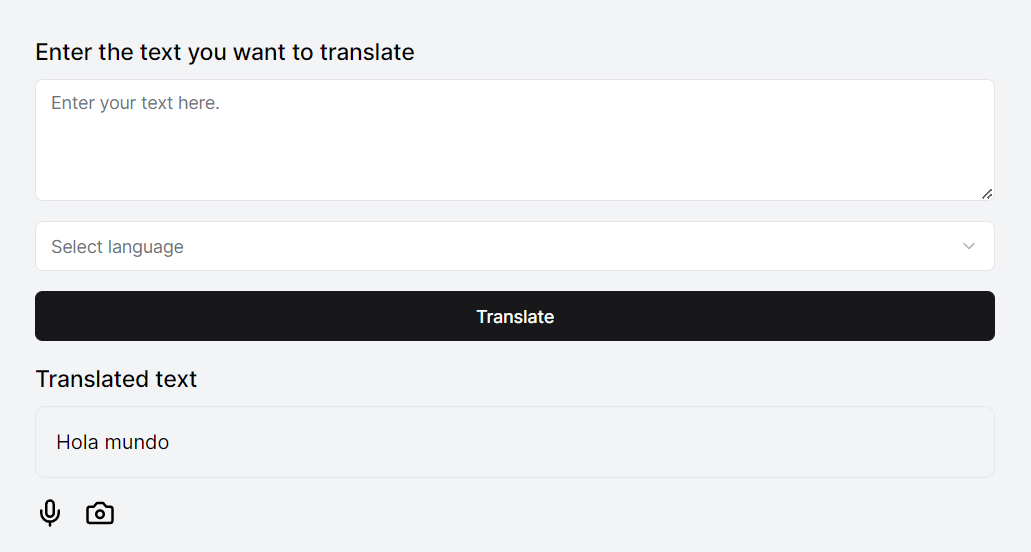 Enter the text you want to translate
Enter your text here.
Select language
Translate
Translated text
Hola mundo